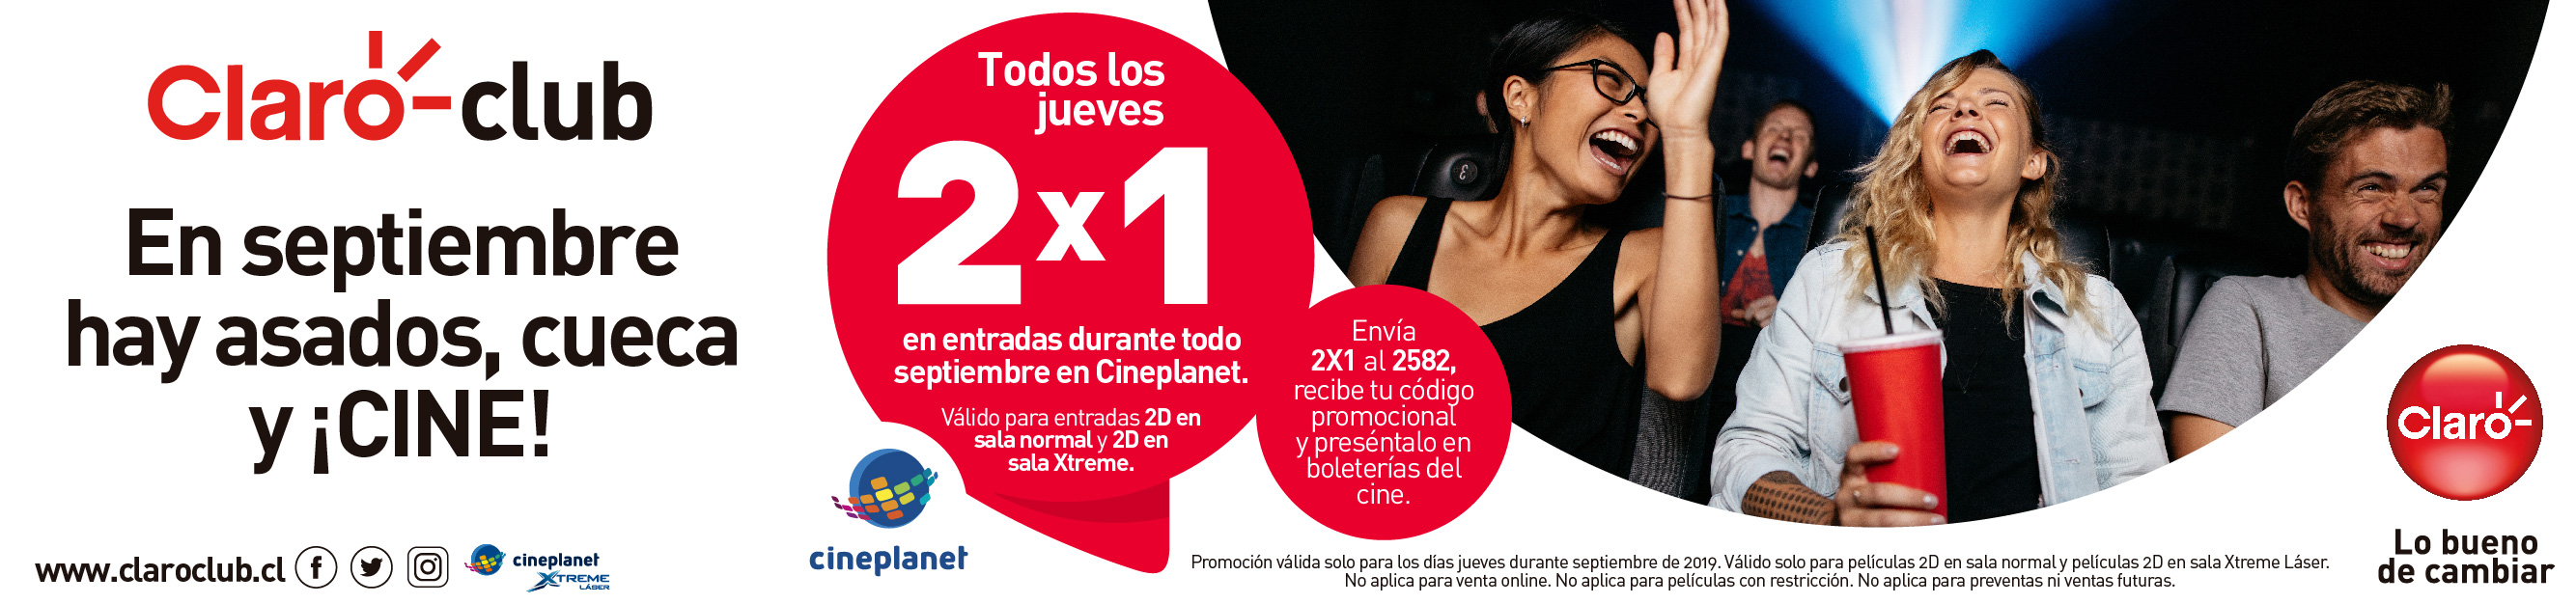 Claro-club
En septiembre
hay asados, cueca
y ¡CINE!
www.claroclub.cl
cineplanet
XTREME
LÁSER
Todos los
jueves
2x1
en entradas durante todo
septiembre en Cineplanet.
Válido para entradas 2D en
sala normal y 2D en
sala Xtreme.
cineplanet
Envía
2X1 al 2582,
recibe tu código
promocional
y preséntalo en
boleterías del
cine.
Promoción válida solo para los días jueves durante septiembre de 2019. Válido solo para películas 2D en sala normal y películas 2D en sala Xtreme Láser.
No aplica para venta online. No aplica para películas con restricción. No aplica para preventas ni ventas futuras.
Claro-
Lo bueno
de cambiar